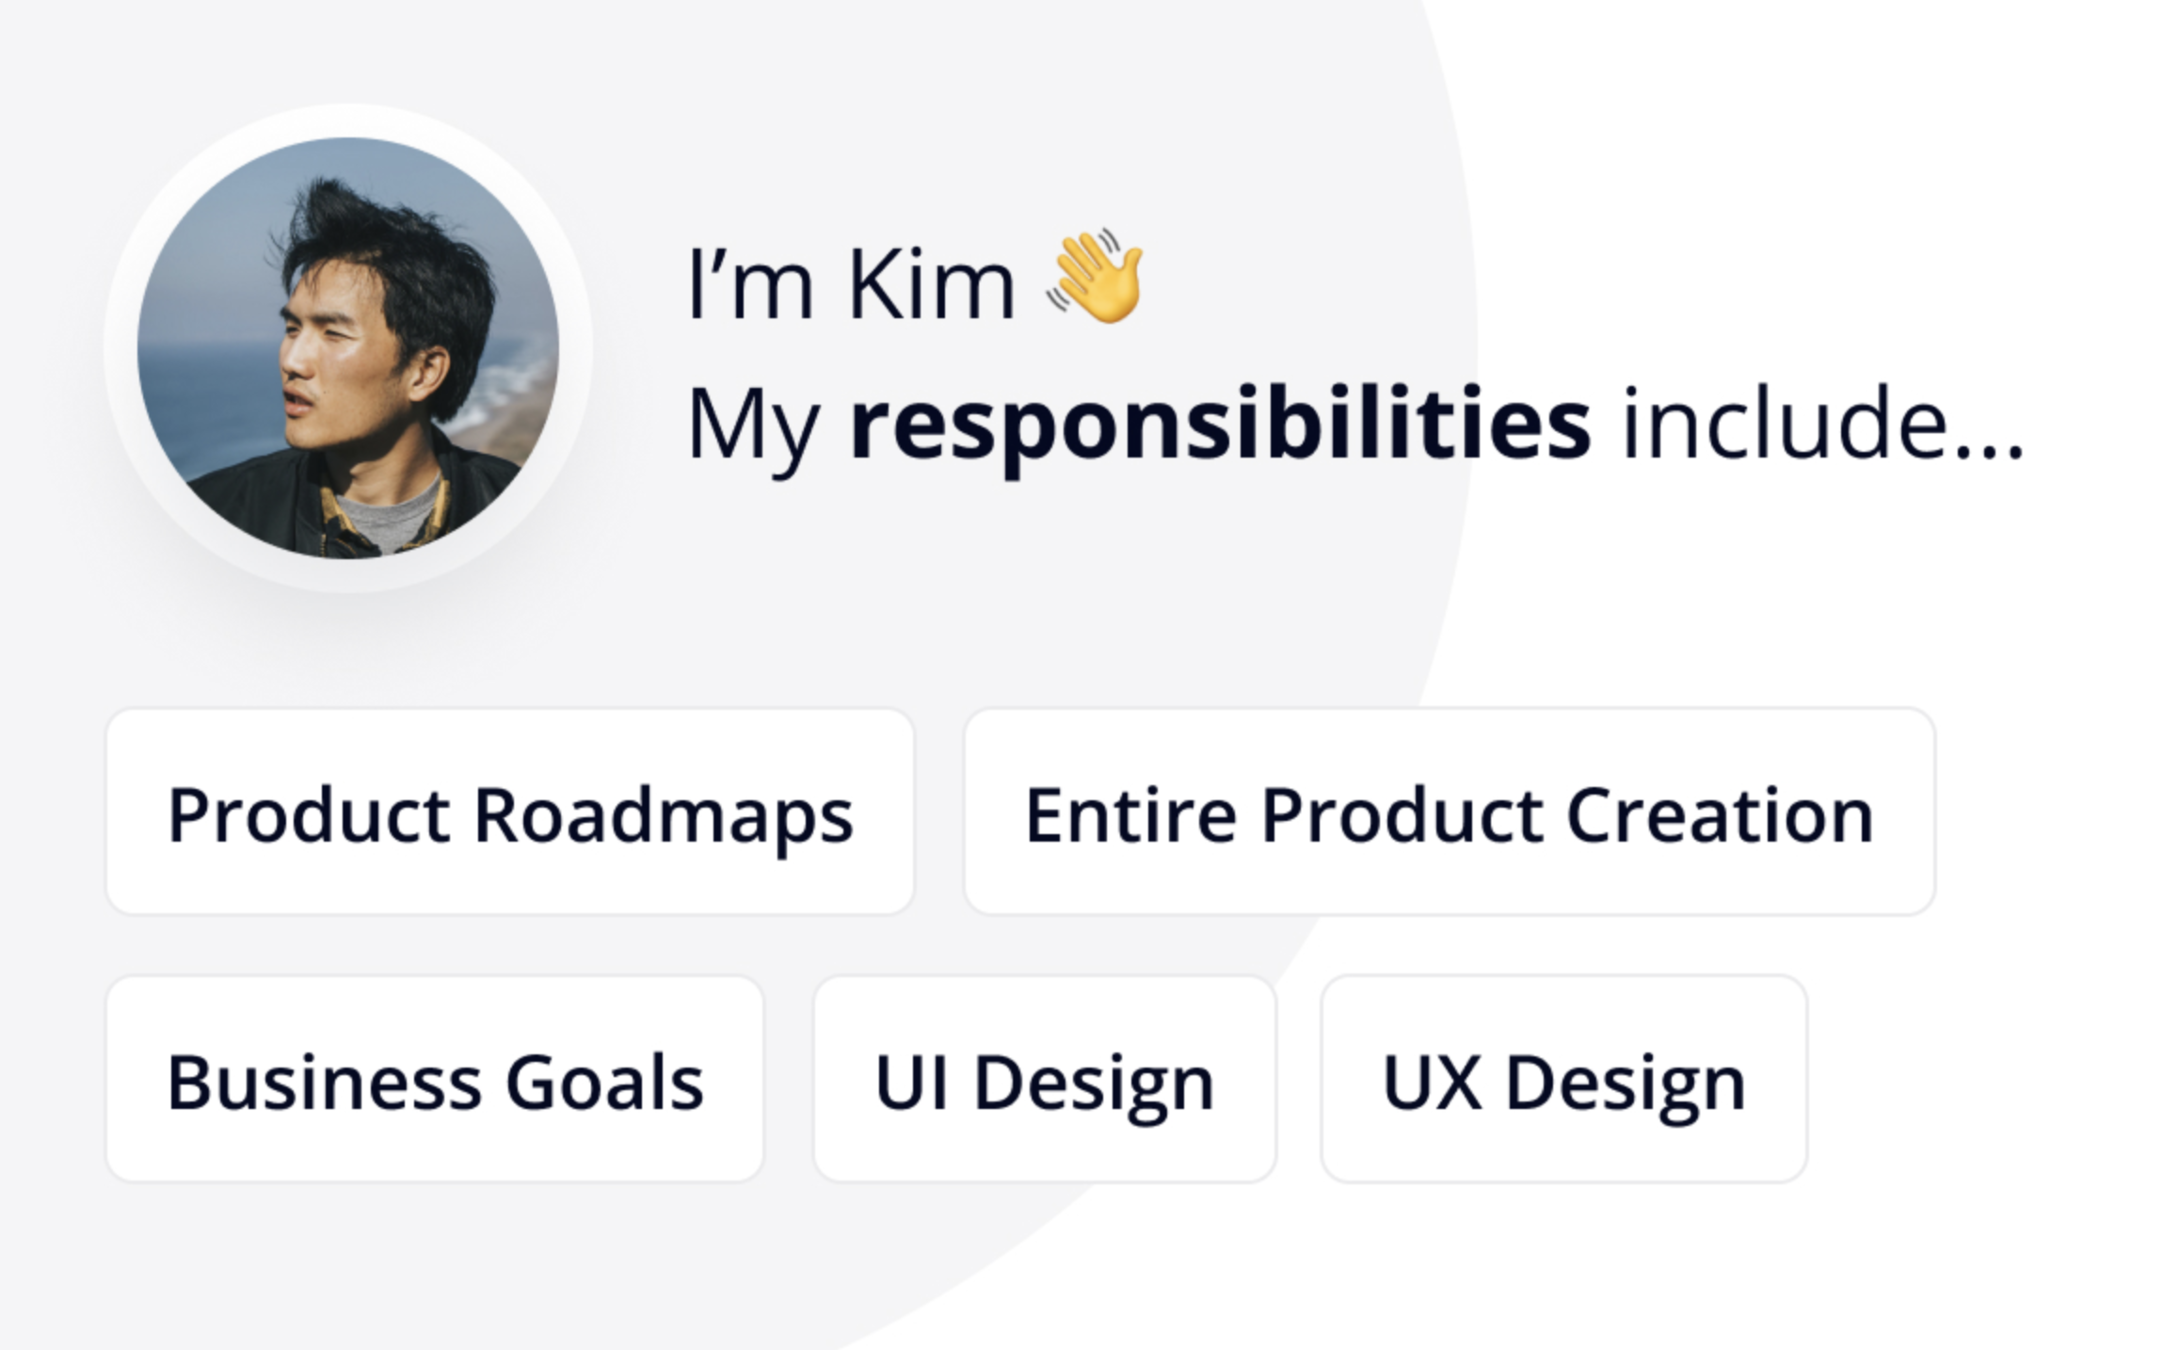 I’m Kim 👋
My responsibilities include...
Product Roadmaps
Entire Product Creation
Business Goals
UI Design
UX Design